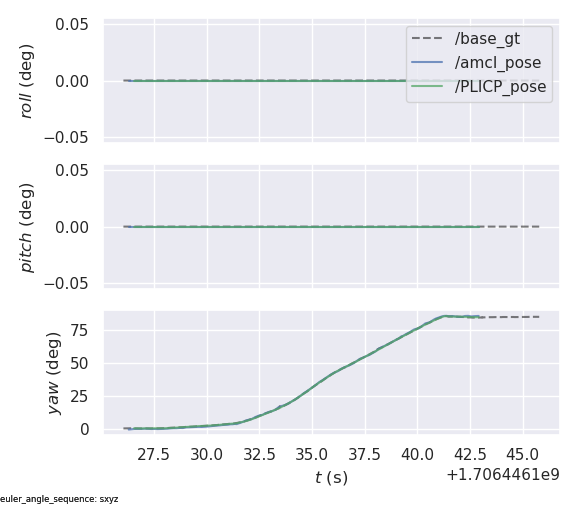 0.05
0.00
−0.05
roll (deg)
/base_gt
/amcl_pose
/PLICP_pose
0.05
0.00
−0.05
pitch (deg)
75
50
25
0
yaw (deg)
27.5 30.0 32.5 35.0 37.5 40.0 42.5 45.0
t (s)
+1.7064461e9
euler_angle_sequence: sxyz